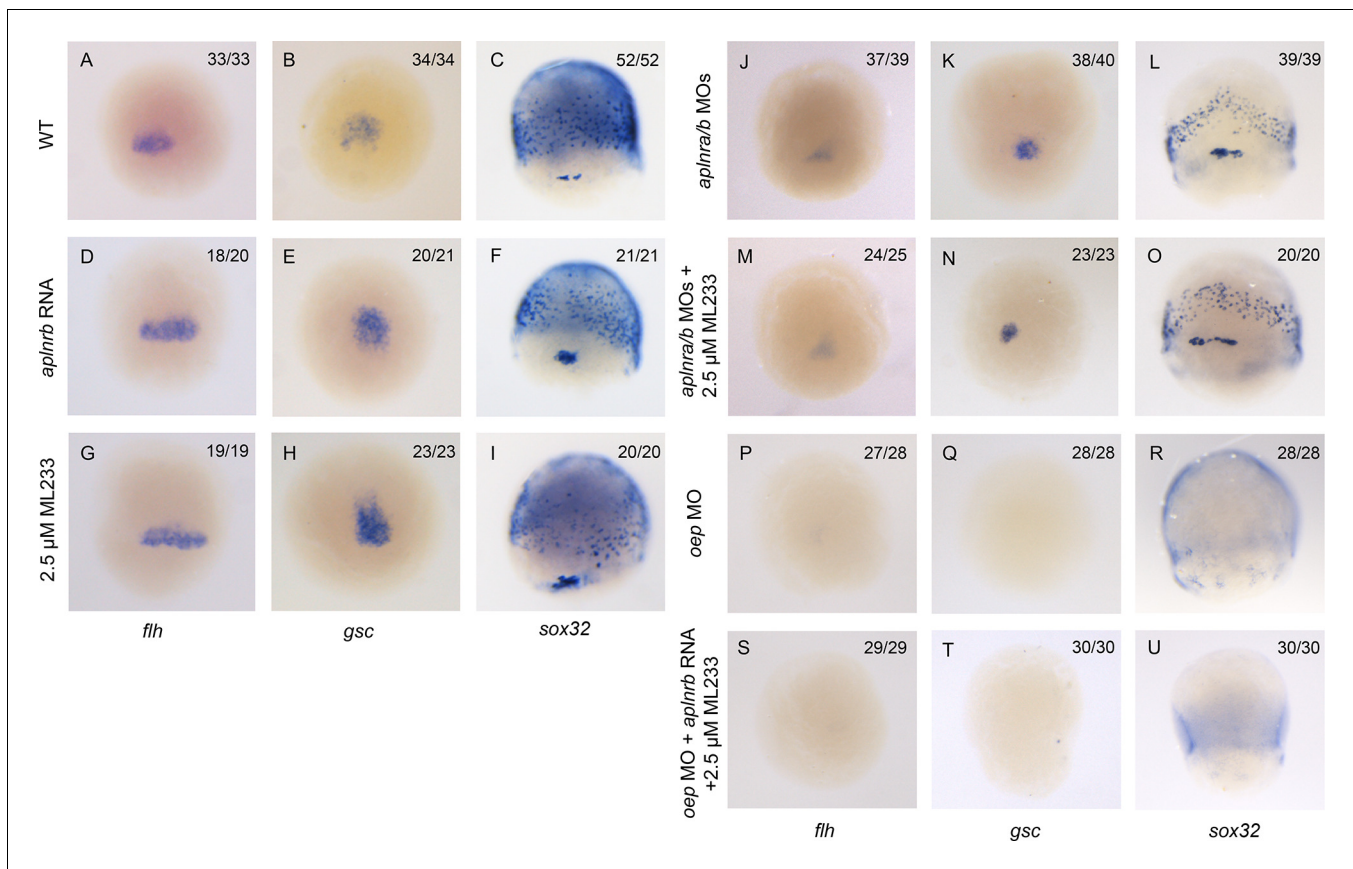 A 33/33 B 34/34 C 52/52
WT
D 18/20 E 20/21 F 21/21
aplnrb RNA
G 19/19 H 23/23 I 20/20
2.5 µM ML233
flh gsc sox32
J 37/39 K 38/40 L 39/39
aplnra/b MOs
M 24/25 N 23/23 O 20/20
aplnra/b MOs +
2.5 µM ML233
P 27/28 Q 28/28 R 28/28
oep MO
S 29/29 T 30/30 U 30/30
oep MO + aplnrb RNA
+2.5 µM ML233
flh gsc sox32